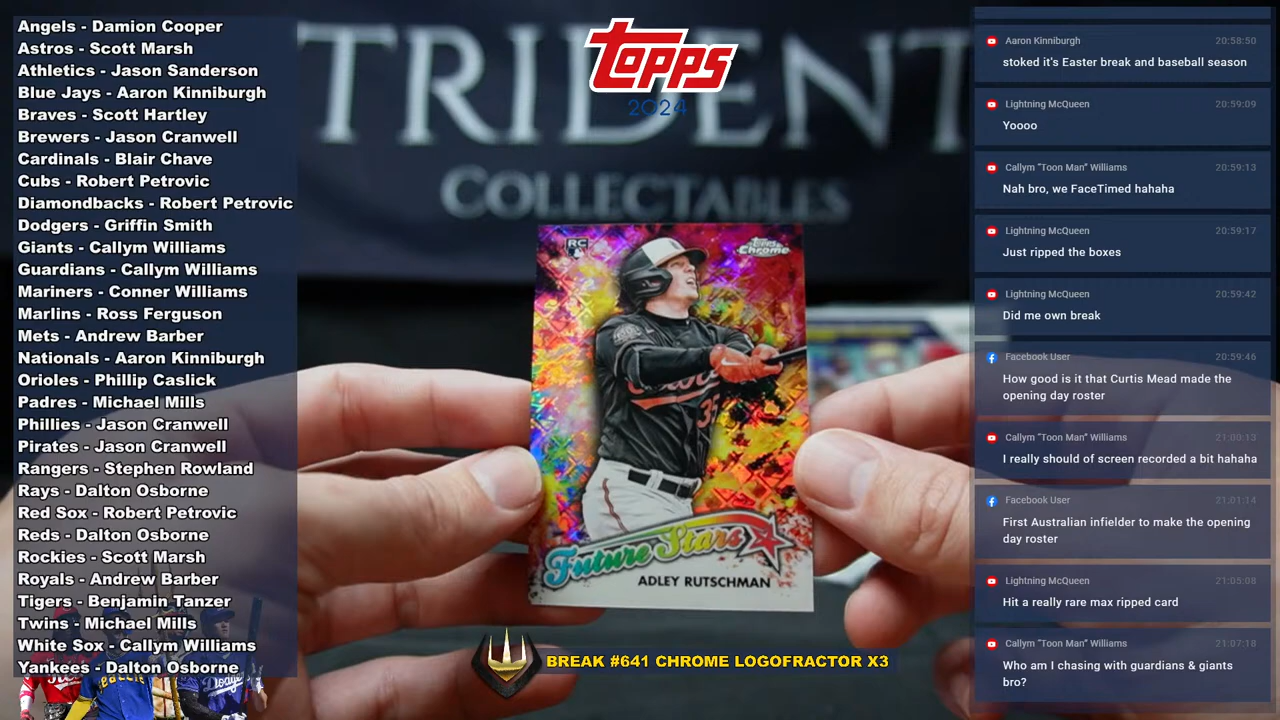 Angels - Damion Cooper
Astros - Scott Marsh
Athletics - Jason Sanderson
Blue Jays - Aaron Kinniburgh
Braves - Scott Hartley
Brewers - Jason Cranwell
Cardinals - Blair Chave
Cubs - Robert Petrovic
Diamondbacks - Robert Petrovic
Dodgers - Griffin Smith
Giants - Callym Williams
Guardians - Callym Williams
Mariners - Conner Williams
Marlins - Ross Ferguson
Mets - Andrew Barber
Nationals - Aaron Kinniburgh
Orioles - Phillip Caslick
Padres - Michael Mills
Phillies - Jason Cranwell
Pirates - Jason Cranwell
Rangers - Stephen Rowland
Rays - Dalton Osborne
Red Sox - Robert Petrovic
Reds - Dalton Osborne
Rockies - Scott Marsh
Royals - Andrew Barber
Tigers - Benjamin Tanzer
Twins - Michael Mills
White Sox - Callym Williams
Yankees - Dalton Osborne
TRIDENT
COLLECTABLES
topps
2024
RC
Topps
Chrome
35
Future Stars
ADLEY RUTSCHMAN
BREAK #641 CHROME LOGOFRACTOR X3
Aaron Kinniburgh 20:58:50
stoked it's Easter break and baseball season
Lightning McQueen 20:59:09
Yoooo
Callym "Toon Man" Williams 20:59:13
Nah bro, we FaceTimed hahaha
Lightning McQueen 20:59:17
Just ripped the boxes
Lightning McQueen 20:59:42
Did me own break
Facebook User 20:59:46
How good is it that Curtis Mead made the
opening day roster
Callym "Toon Man" Williams 21:00:13
I really should of screen recorded a bit hahaha
Facebook User 21:01:14
First Australian infielder to make the opening
day roster
Lightning McQueen 21:05:08
Hit a really rare max ripped card
Callym "Toon Man" Williams 21:07:18
Who am I chasing with guardians & giants
bro?